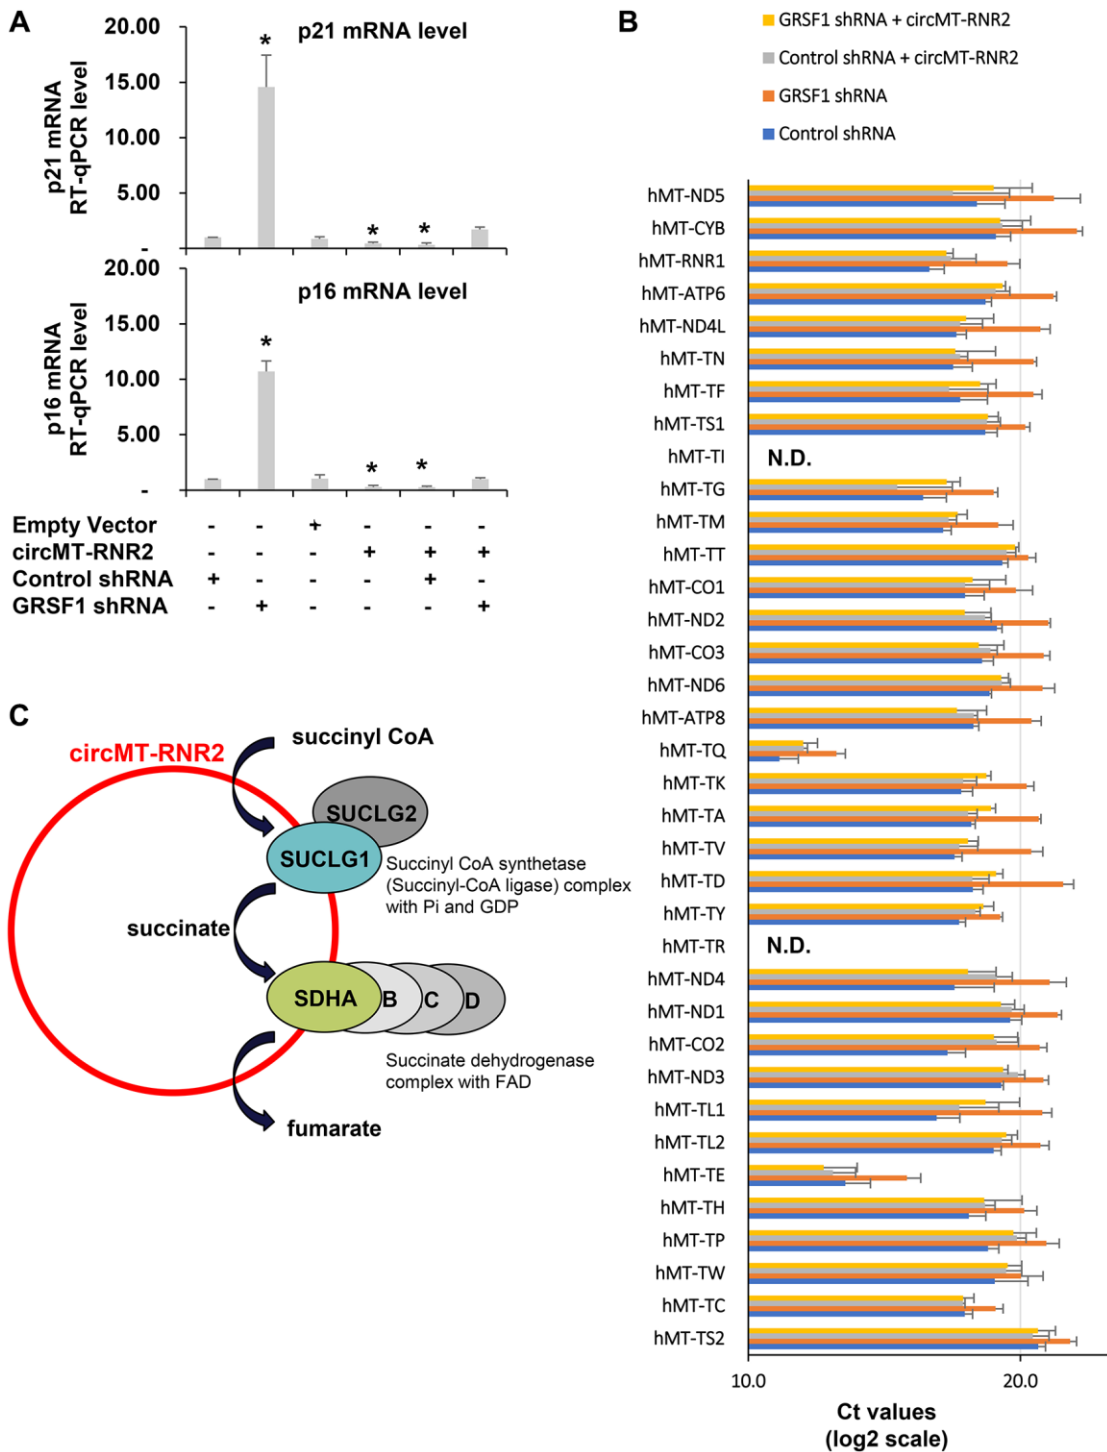 A
p21 mRNA level
p21 mRNA
RT-qPCR level
20.00
15.00
10.00
5.00
-
*
*
*
p16 mRNA level
p16 mRNA
RT-qPCR level
20.00
15.00
10.00
5.00
-
*
*
*
Empty Vector - - + - - -
circMT-RNR2 - - - + + +
Control shRNA + - - - + -
GRSF1 shRNA - + - - - +
B
GRSF1 shRNA + circMT-RNR2
Control shRNA + circMT-RNR2
GRSF1 shRNA
Control shRNA
hMT-ND5
hMT-CYB
hMT-RNR1
hMT-ATP6
hMT-ND4L
hMT-TN
hMT-TF
hMT-TS1
hMT-TI N.D.
hMT-TG
hMT-TM
hMT-TT
hMT-CO1
hMT-ND2
hMT-CO3
hMT-ND6
hMT-ATP8
hMT-TQ
hMT-TK
hMT-TA
hMT-TV
hMT-TD
hMT-TY
hMT-TR N.D.
hMT-ND4
hMT-ND1
hMT-CO2
hMT-ND3
hMT-TL1
hMT-TL2
hMT-TE
hMT-TH
hMT-TP
hMT-TW
hMT-TC
hMT-TS2
10.0 20.0
Ct values
(log2 scale)
C
circMT-RNR2
succinyl CoA
SUCLG2
SUCLG1
Succinyl CoA synthetase
(Succinyl-CoA ligase) complex
with Pi and GDP
succinate
SDHA B C D
Succinate dehydrogenase
complex with FAD
fumarate